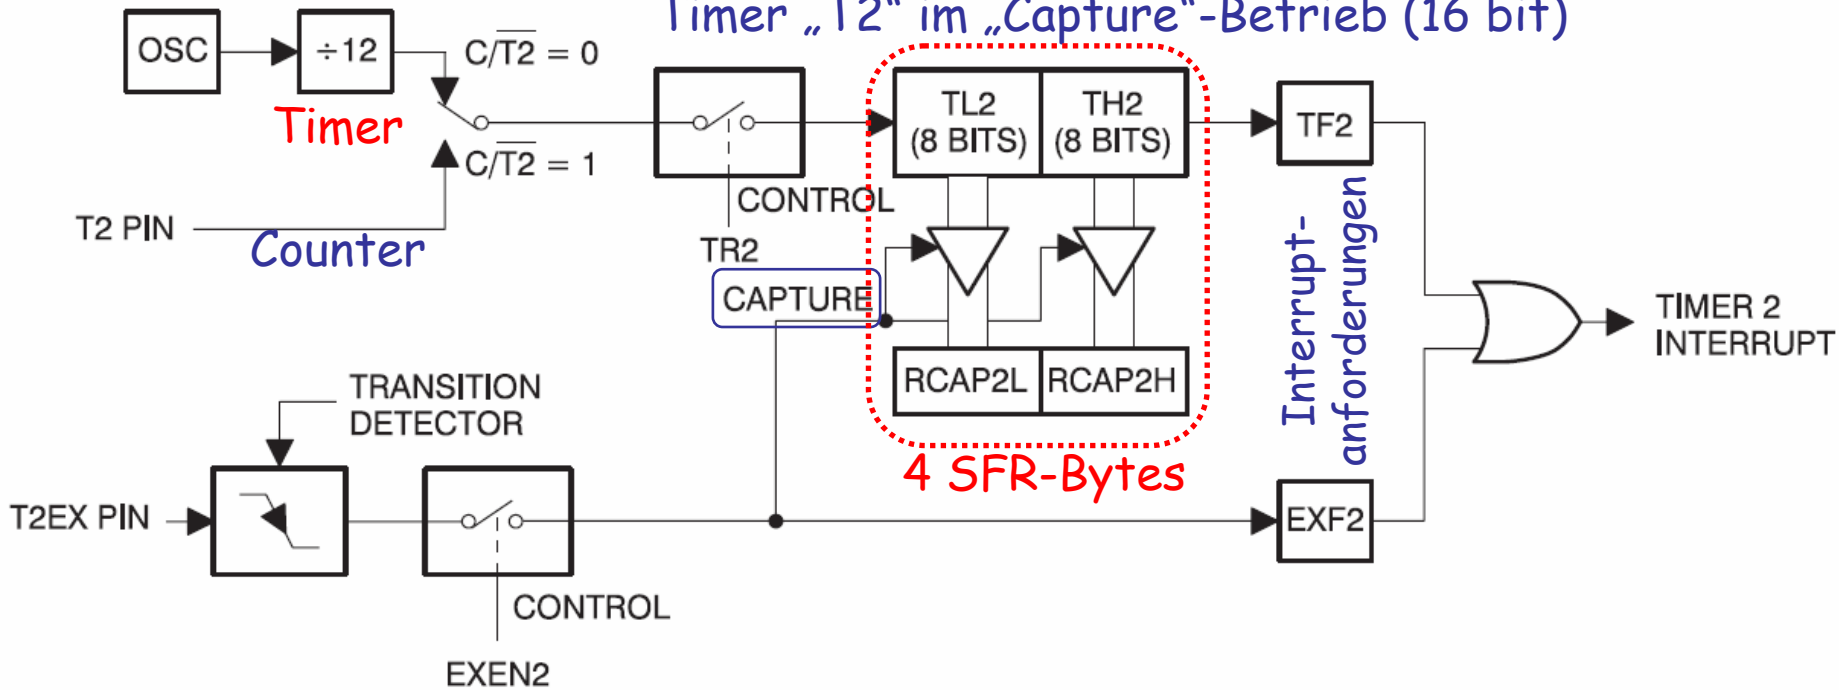 Timer „T2“ im „Capture“-Betrieb (16 bit)
OSC
÷12
C/T2̅ = 0
Timer
C/T2̅ = 1
T2 PIN
Counter
CONTROL
TR2
TL2
(8 BITS)
TH2
(8 BITS)
TF2
CAPTURE
RCAP2L
RCAP2H
4 SFR-Bytes
Interrupt-
anforderungen
TIMER 2
INTERRUPT
TRANSITION
DETECTOR
T2EX PIN
CONTROL
EXEN2
EXF2